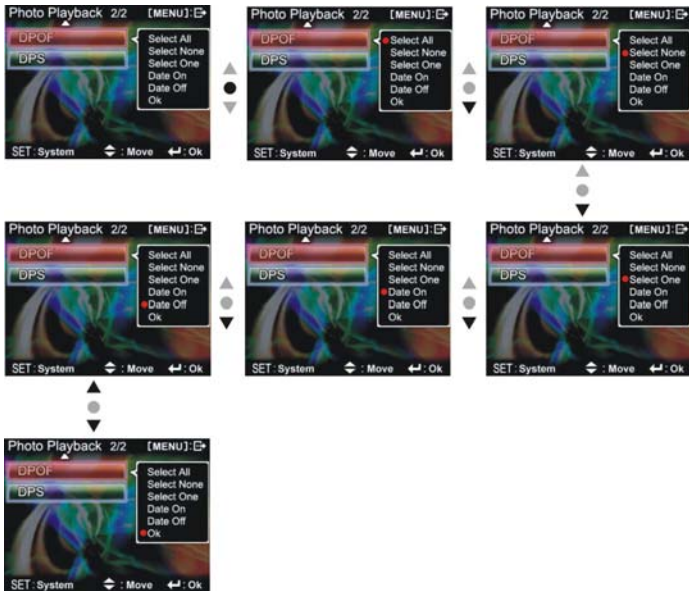 Photo Playback 2/2 [MENU]:
DPOF
DPS
Select All
Select None
Select One
Date On
Date Off
Ok
SET : System : Move : Ok
Photo Playback 2/2 [MENU]:
DPOF
DPS
Select All
Select None
Select One
Date On
Date Off
Ok
SET : System : Move : Ok
Photo Playback 2/2 [MENU]:
DPOF
DPS
Select All
Select None
Select One
Date On
Date Off
Ok
SET : System : Move : Ok
Photo Playback 2/2 [MENU]:
DPOF
DPS
Select All
Select None
Select One
Date On
Date Off
Ok
SET : System : Move : Ok
Photo Playback 2/2 [MENU]:
DPOF
DPS
Select All
Select None
Select One
Date On
Date Off
Ok
SET : System : Move : Ok
Photo Playback 2/2 [MENU]:
DPOF
DPS
Select All
Select None
Select One
Date On
Date Off
Ok
SET : System : Move : Ok
Photo Playback 2/2 [MENU]:
DPOF
DPS
Select All
Select None
Select One
Date On
Date Off
Ok
SET : System : Move : Ok